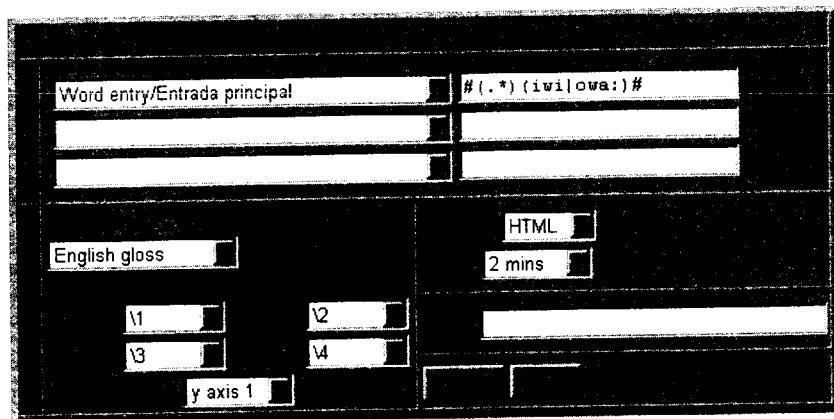 Word entry/Entrada principal #(.*)(iwi|owa:)#
HTML
English gloss
2 mins
\1 \2
\3 \4
y axis 1